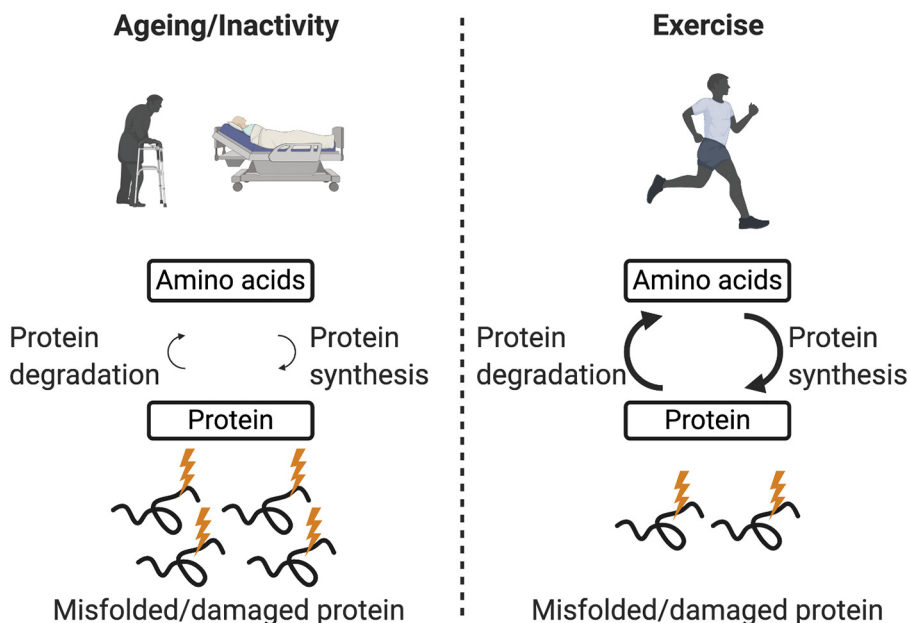 Ageing/Inactivity
Amino acids
Protein
degradation
Protein
synthesis
Protein
Misfolded/damaged protein
Exercise
Amino acids
Protein
degradation
Protein
synthesis
Protein
Misfolded/damaged protein